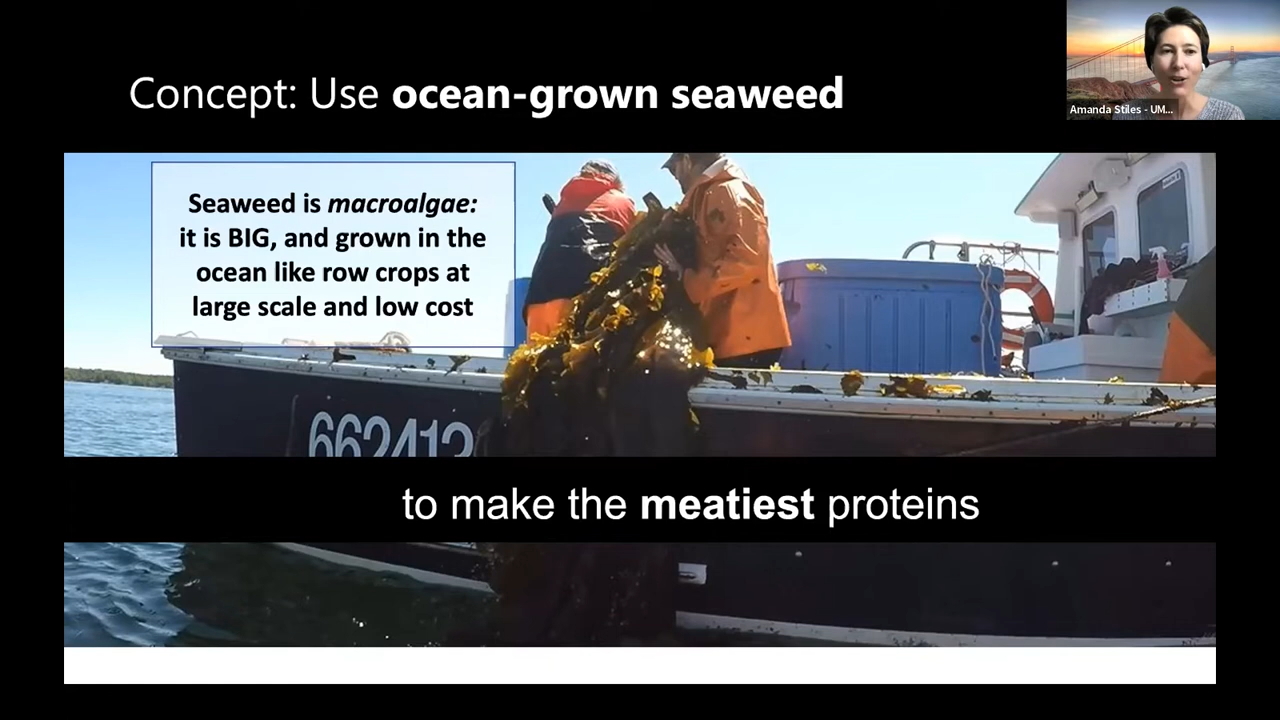 Concept: Use ocean-grown seaweed
Amanda Stiles - UM...
Seaweed is macroalgae:
it is BIG, and grown in the
ocean like row crops at
large scale and low cost
662413
to make the meatiest proteins